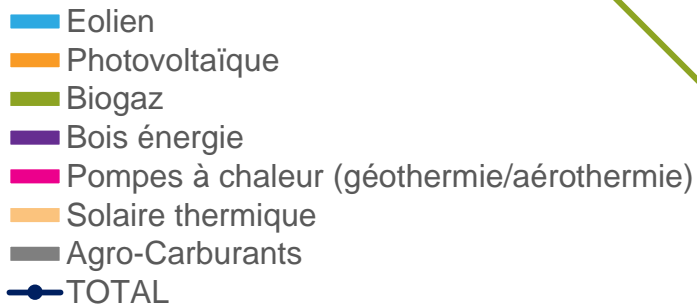 Eolien
Photovoltaïque
Biogaz
Bois énergie
Pompes à chaleur (géothermie/aérothermie)
Solaire thermique
Agro-Carburants
TOTAL